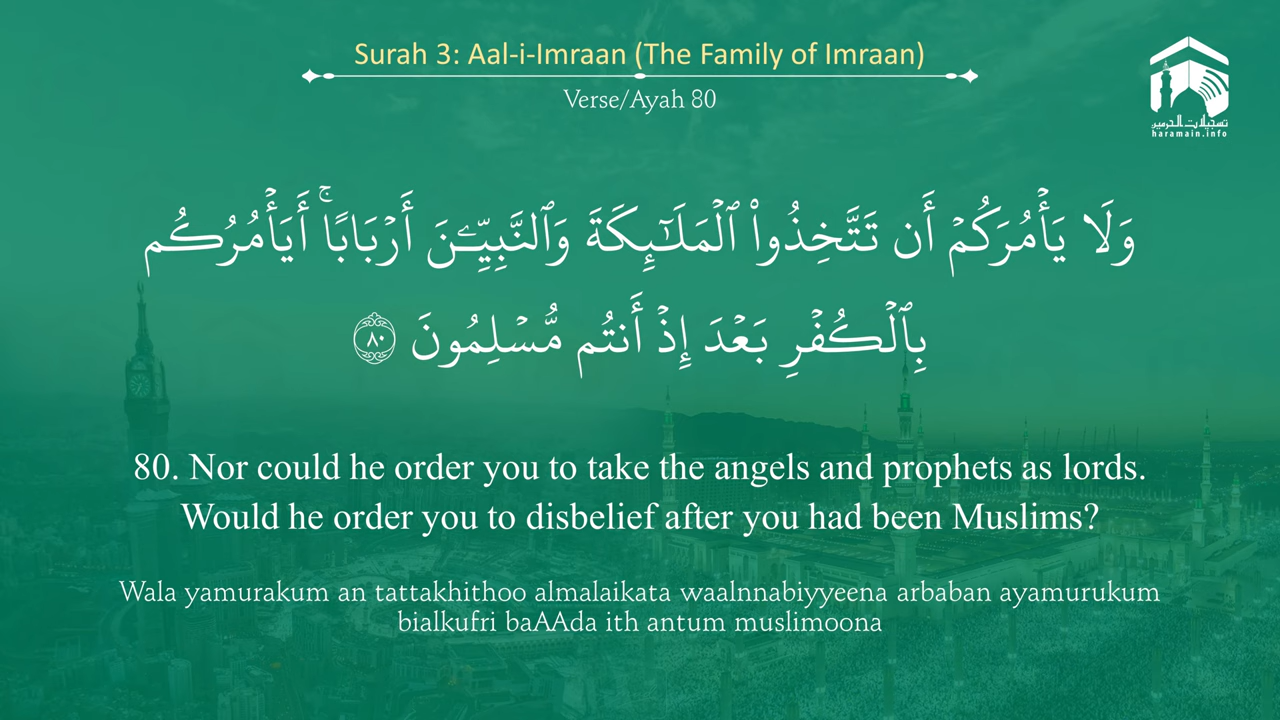 Surah 3: Aal-i-Imraan (The Family of Imraan)
Verse/Ayah 80
تسجيلات الحرمين
haramain.info
وَلَا يَأْمُرَكُمْ أَن تَتَّخِذُوا۟ ٱلْمَلَـٰٓئِكَةَ وَٱلنَّبِيِّـۧنَ أَرْبَابًا ۚ أَيَأْمُرُكُم
بِٱلْكُفْرِ بَعْدَ إِذْ أَنتُم مُّسْلِمُونَ ٨٠
80. Nor could he order you to take the angels and prophets as lords.
Would he order you to disbelief after you had been Muslims?
Wala yamurakum an tattakhithoo almalaikata waalnnabiyyeena arbaban ayamurukum
bialkufri baAAda ith antum muslimoona